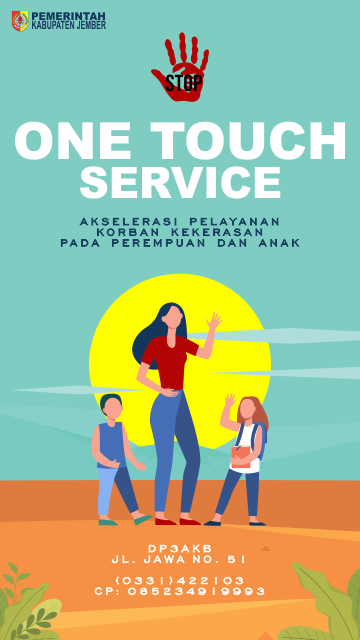 PEMERINTAH
KABUPATEN JEMBER
STOP
ONE TOUCH
SERVICE
AKSELERASI PELAYANAN
KORBAN KEKERASAN
PADA PEREMPUAN DAN ANAK
DP3AKB
JL. JAWA NO. 51
(0331)422103
CP: 085234919993